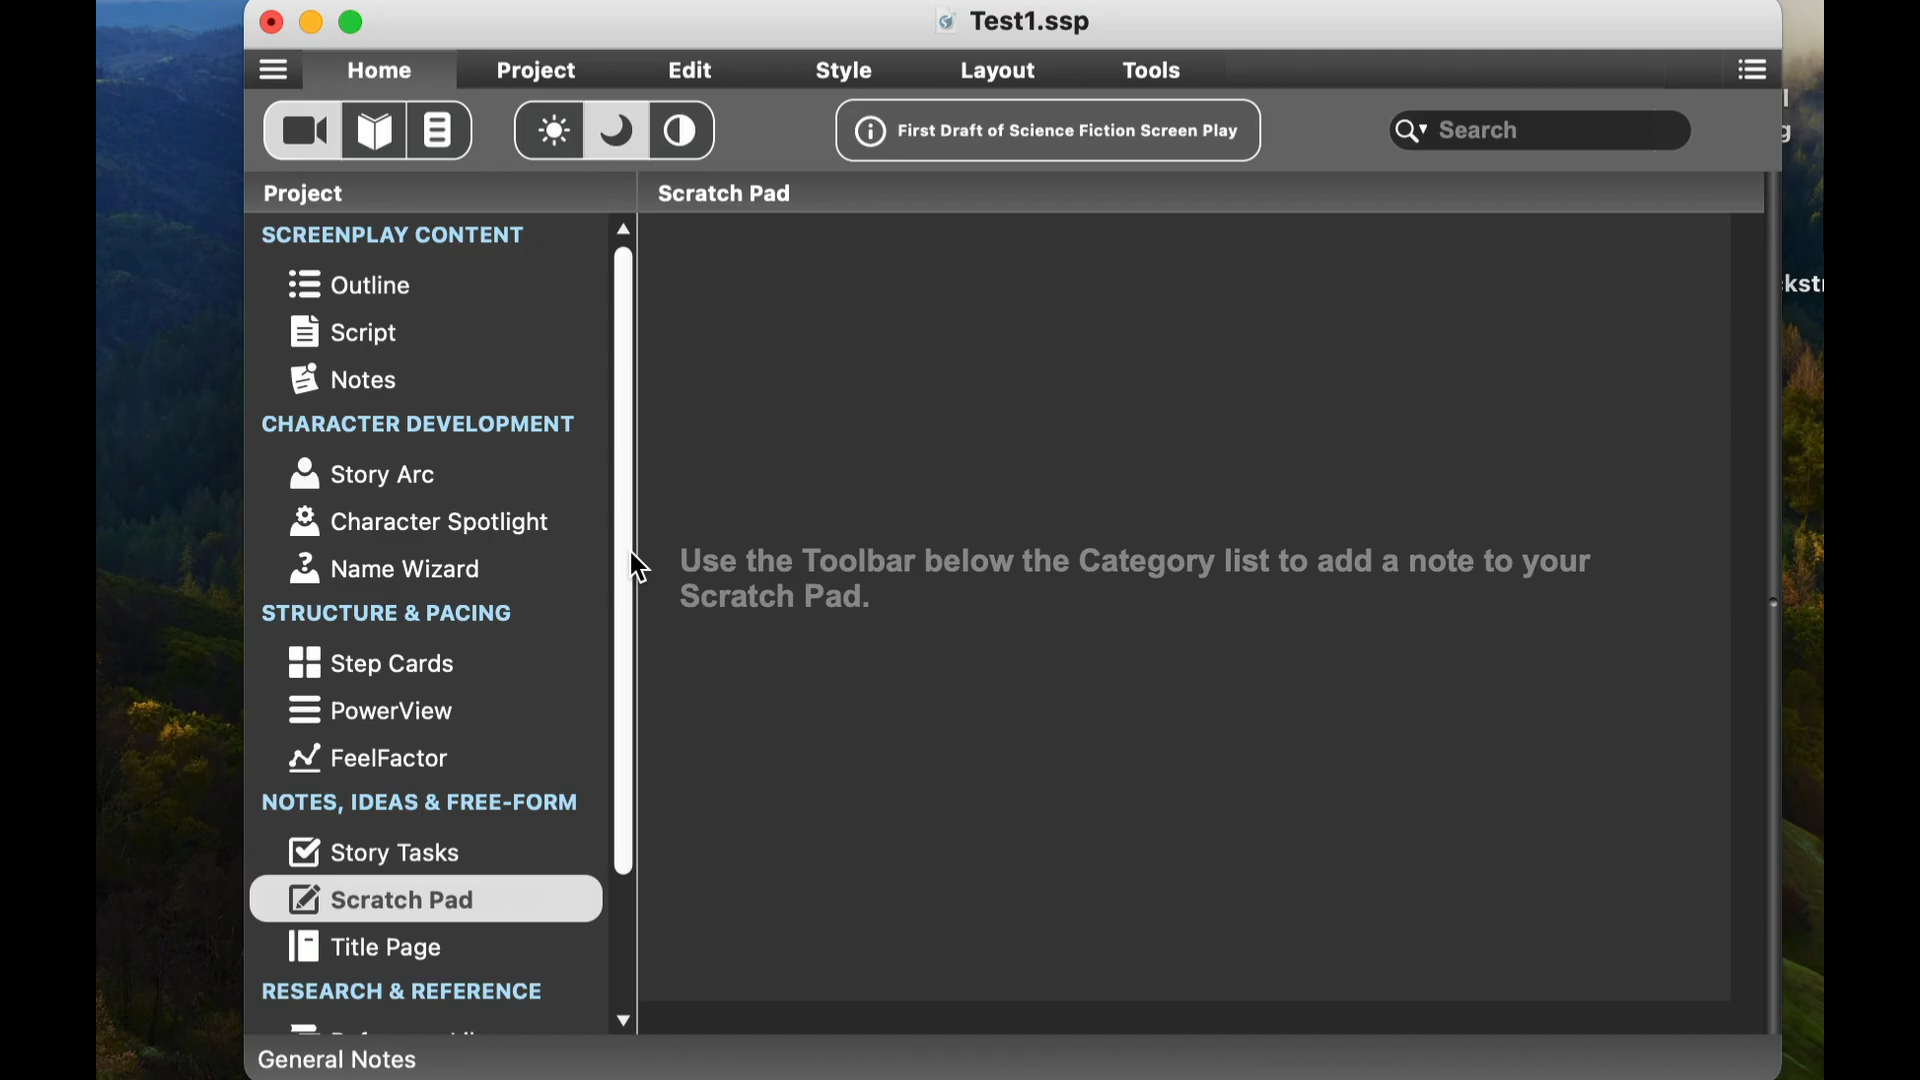 Test1.ssp
Home Project Edit Style Layout Tools
First Draft of Science Fiction Screen Play
Search
Project
Scratch Pad
SCREENPLAY CONTENT
Outline
Script
Notes
CHARACTER DEVELOPMENT
Story Arc
Character Spotlight
Name Wizard
STRUCTURE & PACING
Step Cards
PowerView
FeelFactor
NOTES, IDEAS & FREE-FORM
Story Tasks
Scratch Pad
Title Page
RESEARCH & REFERENCE
Use the Toolbar below the Category list to add a note to your
Scratch Pad.
General Notes